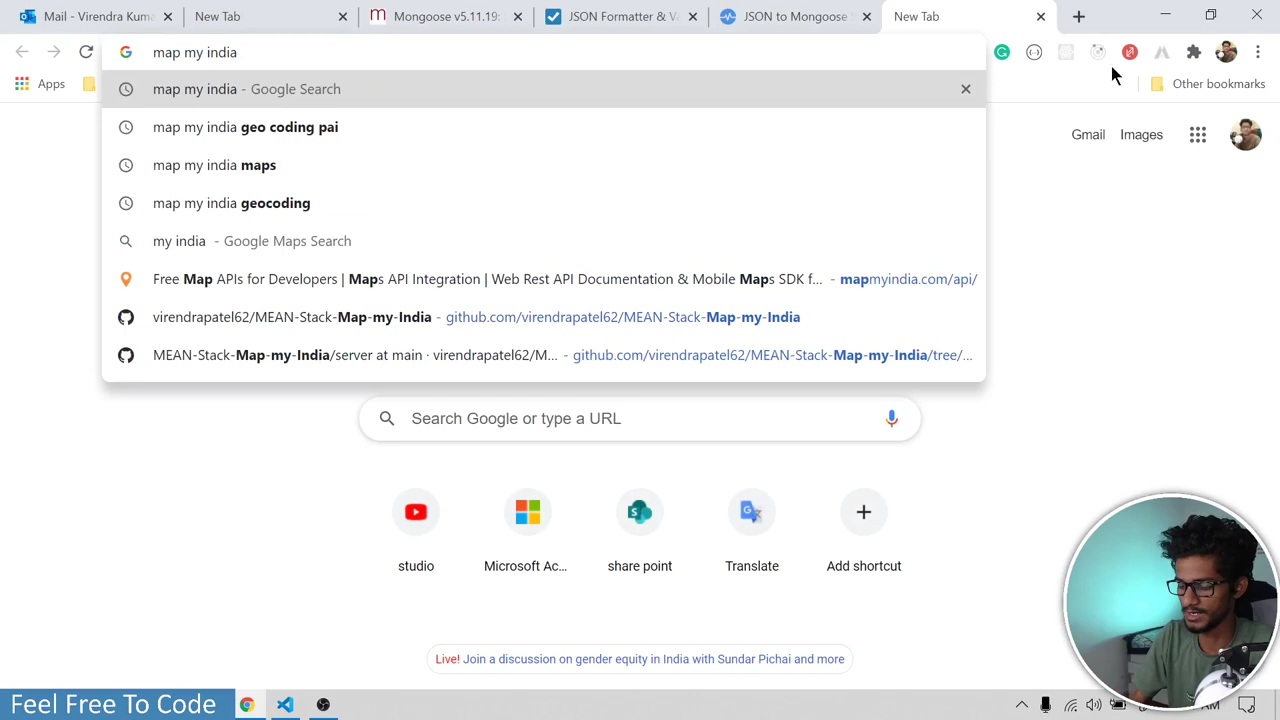 Mail - Virendra Kuma
New Tab
Mongoose v5.11.19:
JSON Formatter & Va
JSON to Mongoose S
New Tab
map my india
Apps
Other bookmarks
map my india - Google Search
map my india geo coding pai
map my india maps
map my india geocoding
my india - Google Maps Search
Free Map APIs for Developers | Maps API Integration | Web Rest API Documentation & Mobile Maps SDK f... - mapmyindia.com/api/
virendrapatel62/MEAN-Stack-Map-my-India - github.com/virendrapatel62/MEAN-Stack-Map-my-India
MEAN-Stack-Map-my-India/server at main · virendrapatel62/M... - github.com/virendrapatel62/MEAN-Stack-Map-my-India/tree/...
Gmail
Images
Search Google or type a URL
studio
Microsoft Ac...
share point
Translate
Add shortcut
Live! Join a discussion on gender equity in India with Sundar Pichai and more
Feel Free To Code
AM